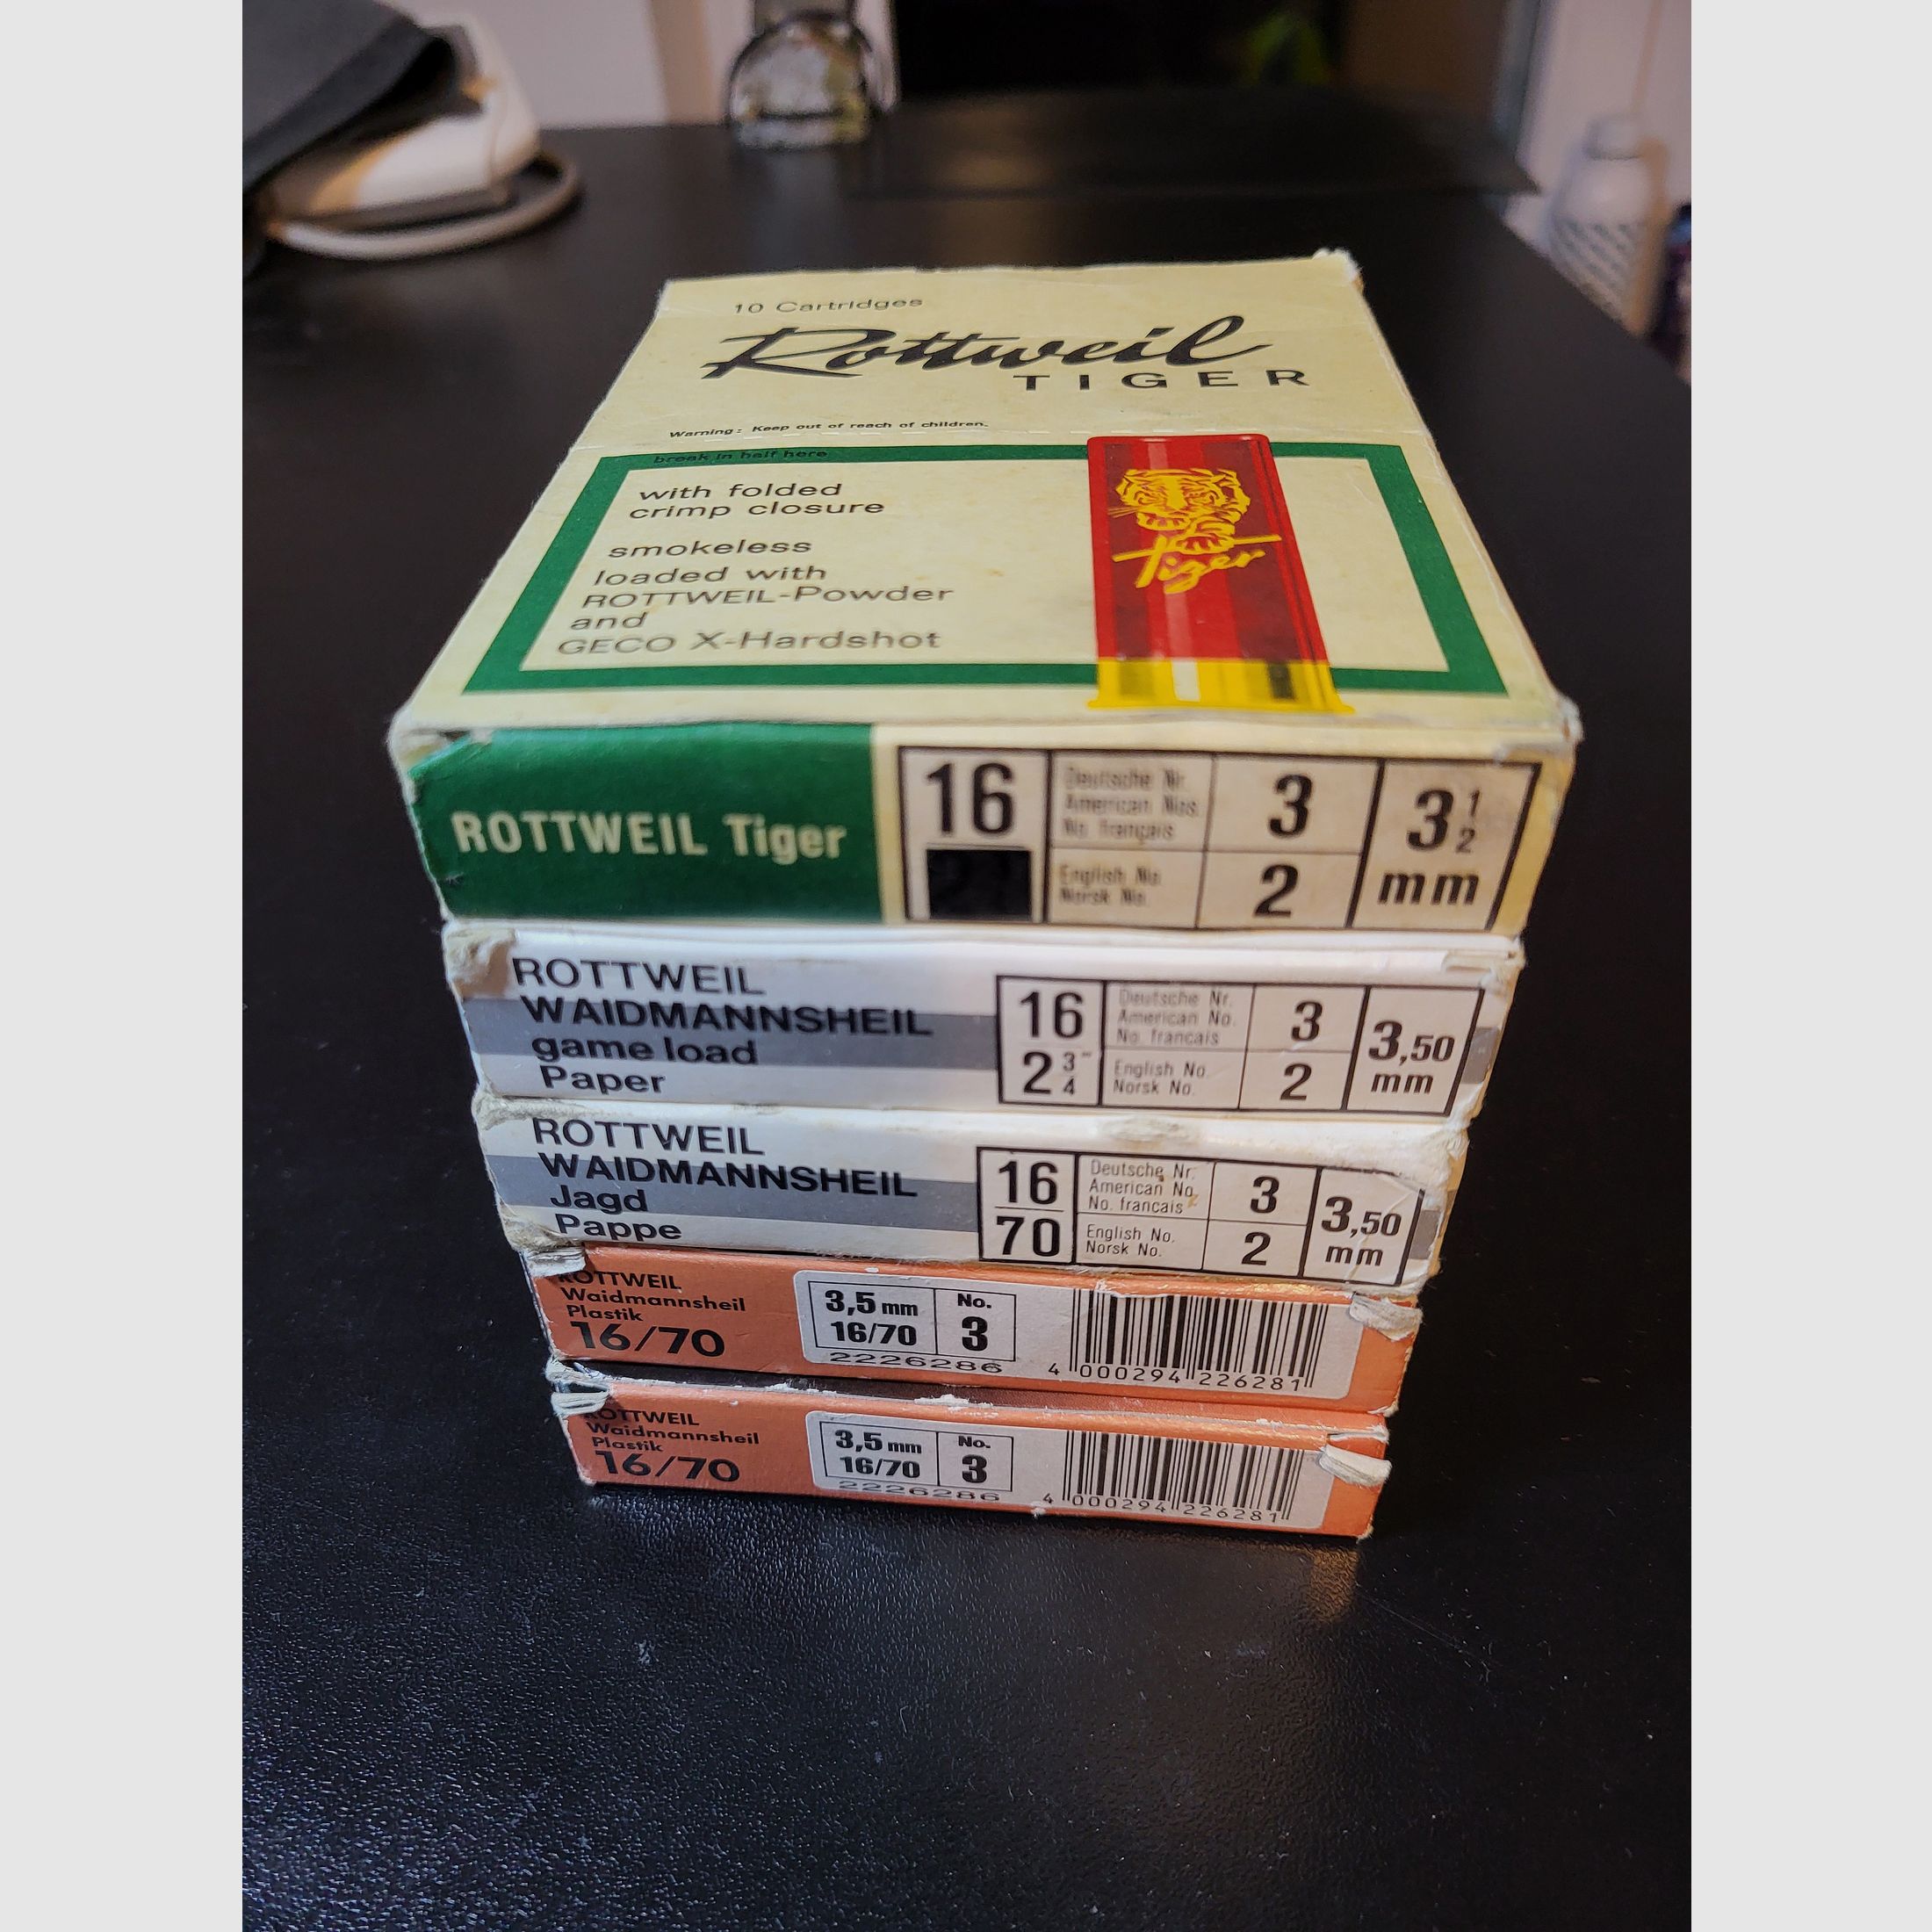 10 Cartridges
Rottweil
TIGER
Warning: Keep out of reach of children.
break in half here
with folded
crimp closure
smokeless
loaded with
ROTTWEIL-Powder
and
GECO X-Hardshot
Tiger
ROTTWEIL Tiger
16
Deutsche Nr.
American Nos.
No. français
3
English No.
Norsk No.
2
3 1/2
mm
ROTTWEIL
WAIDMANNSHEIL
game load
Paper
16
2 3/4"
Deutsche Nr.
American No.
No. francais
3
English No.
Norsk No.
2
3,50
mm
ROTTWEIL
WAIDMANNSHEIL
Jagd
Pappe
16
70
Deutsche Nr.
American No.
No. francais
3
English No.
Norsk No.
2
3,50
mm
ROTTWEIL
Waidmannsheil
Plastik
16/70
3,5 mm
16/70
No.
3
2226286
4 000294 226281
ROTTWEIL
Waidmannsheil
Plastik
16/70
3,5 mm
16/70
No.
3
2226286
4 000294 226281